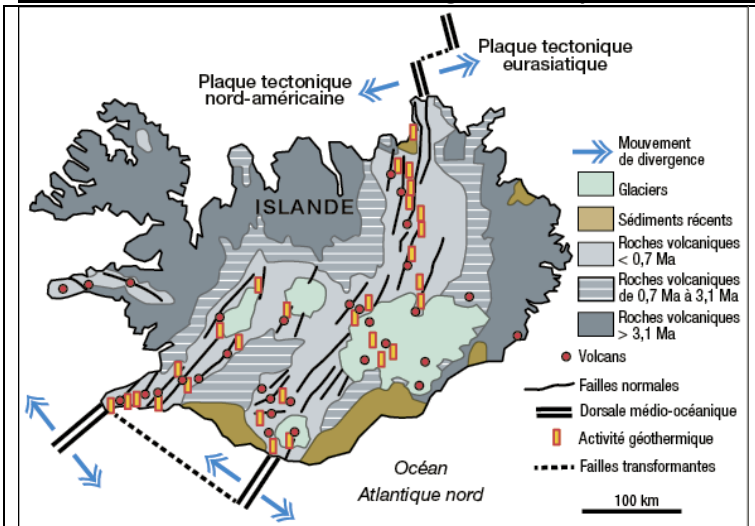 Plaque tectonique
eurasiatique
Plaque tectonique
nord-américaine
ISLANDE
Mouvement
de divergence
Glaciers
Sédiments récents
Roches volcaniques
< 0,7 Ma
Roches volcaniques
de 0,7 Ma à 3,1 Ma
Roches volcaniques
> 3,1 Ma
Volcans
Failles normales
Dorsale médio-océanique
Activité géothermique
Failles transformantes
Océan
Atlantique nord
100 km